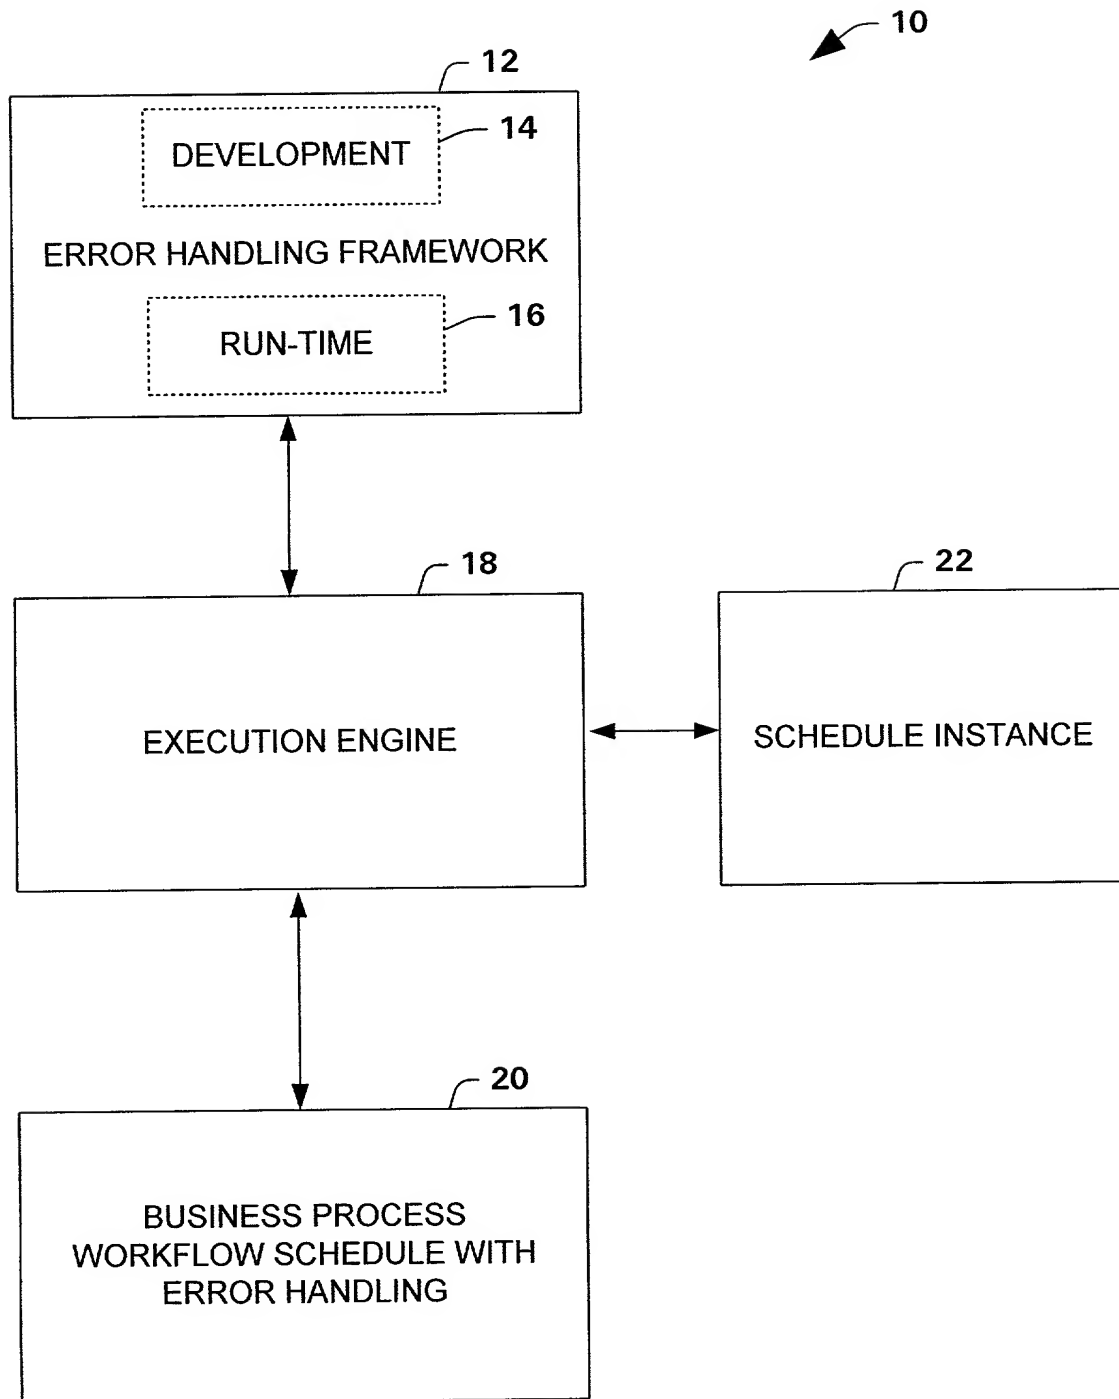 10
12
DEVELOPMENT
14
ERROR HANDLING FRAMEWORK
RUN-TIME
16
18
EXECUTION ENGINE
22
SCHEDULE INSTANCE
20
BUSINESS PROCESS
WORKFLOW SCHEDULE WITH
ERROR HANDLING